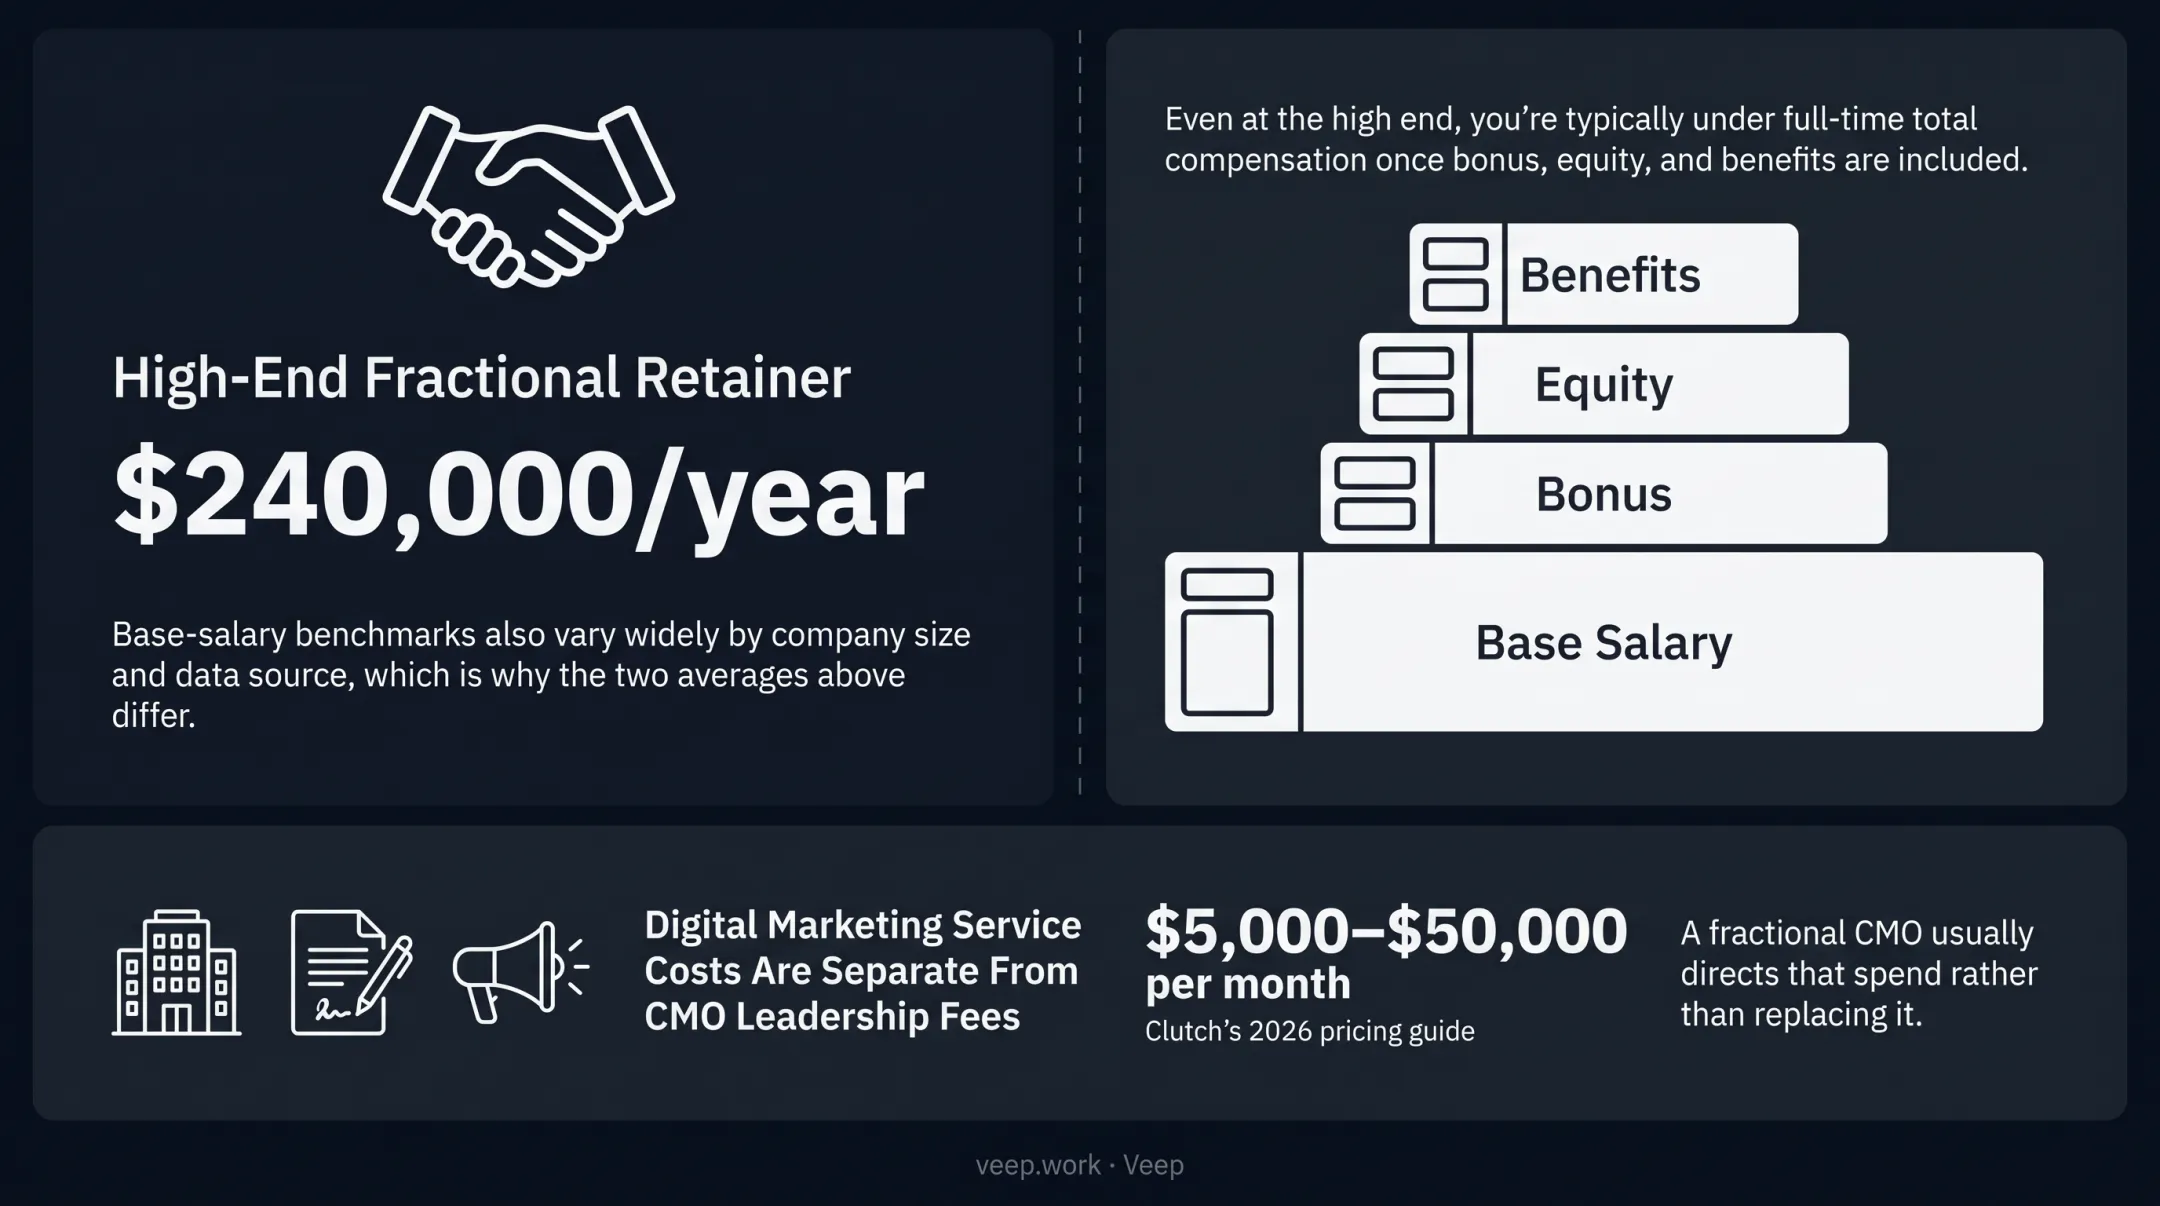 High-End Fractional Retainer
$240,000/year
Base-salary benchmarks also vary widely by company size
and data source, which is why the two averages above
differ.
Even at the high end, you’re typically under full-time total
compensation once bonus, equity, and benefits are included.
Benefits
Equity
Bonus
Base Salary
Digital Marketing Service
Costs Are Separate From
CMO Leadership Fees
$5,000–$50,000
per month
Clutch’s 2026 pricing guide
A fractional CMO usually
directs that spend rather
than replacing it.
veep.work · Veep